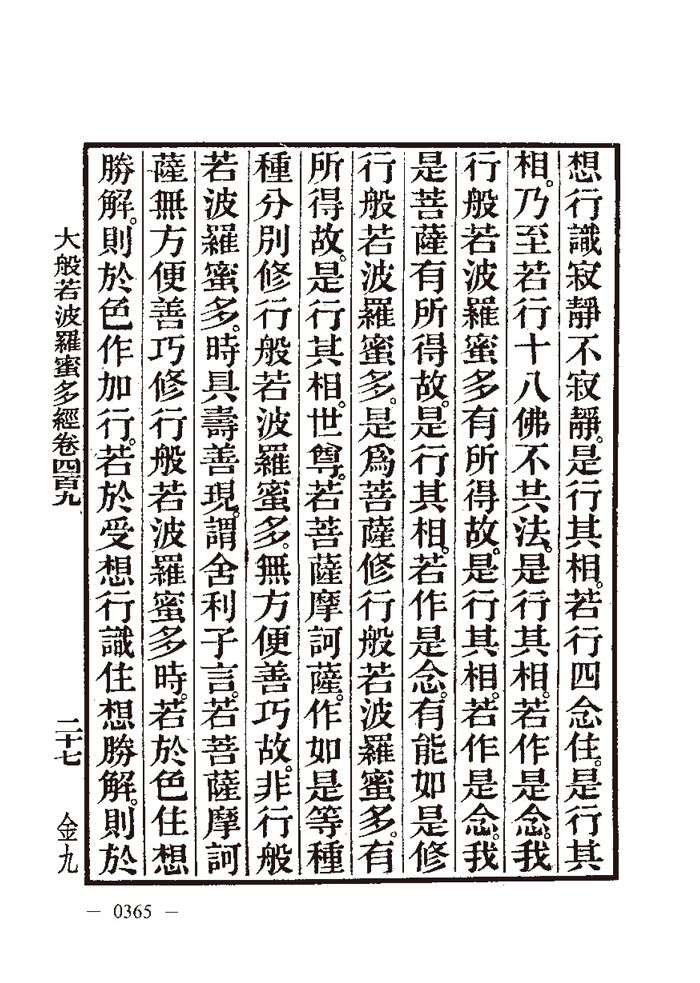 想行識寂靜不寂靜。是行其相。若行四念住。是行其
相。乃至若行十八佛不共法。是行其相。若作是念。我
行般若波羅蜜多有所得故。是行其相。若作是念。我
是菩薩有所得故。是行其相。若作是念。有能如是修
行般若波羅蜜多。是爲菩薩修行般若波羅蜜多。有
所得故。是行其相。世尊。若菩薩摩訶薩。作如是等種
種分別修行般若波羅蜜多。無方便善巧故。非行般
若波羅蜜多。時具壽善現。謂舍利子言。若菩薩摩訶
薩無方便善巧修行般若波羅蜜多時。若於色住想
勝解。則於色作加行。若於受想行識住想勝解。則於
大般若波羅蜜多經卷四百九 二十七 金九
— 0365 —